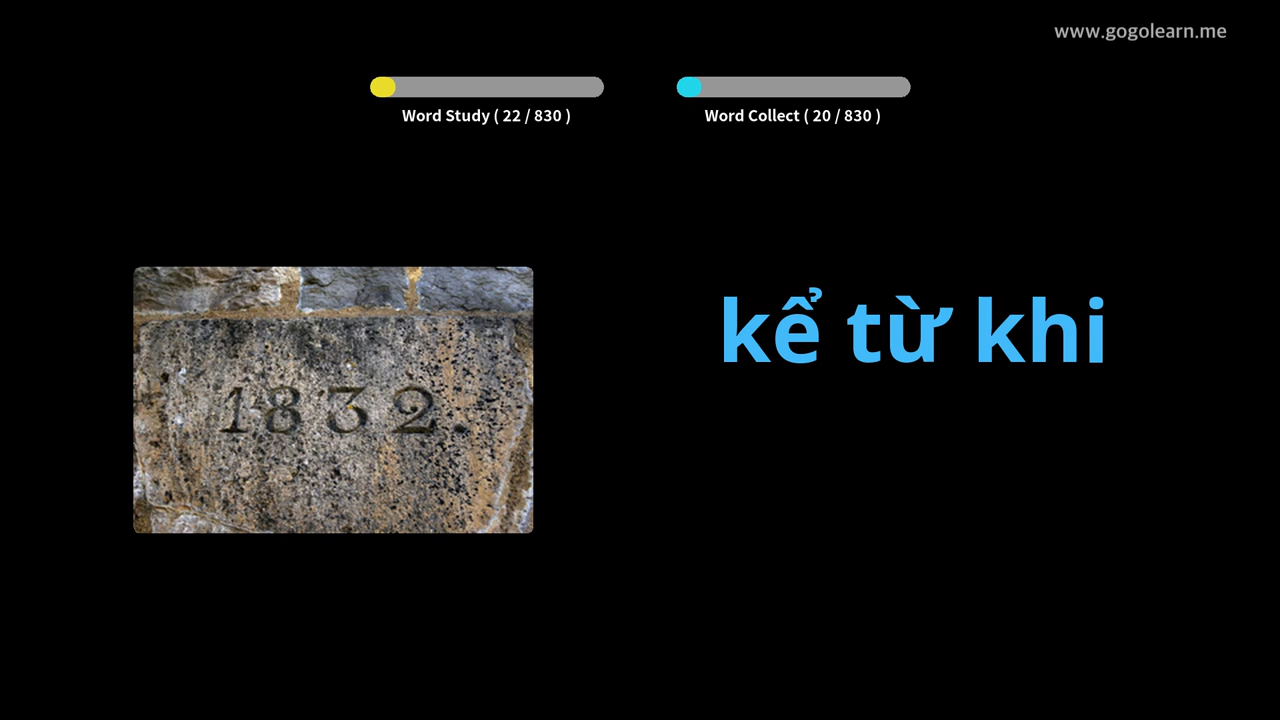 www.gogolearn.me
Word Study ( 22 / 830 )
Word Collect ( 20 / 830 )
kể từ khi
1832.